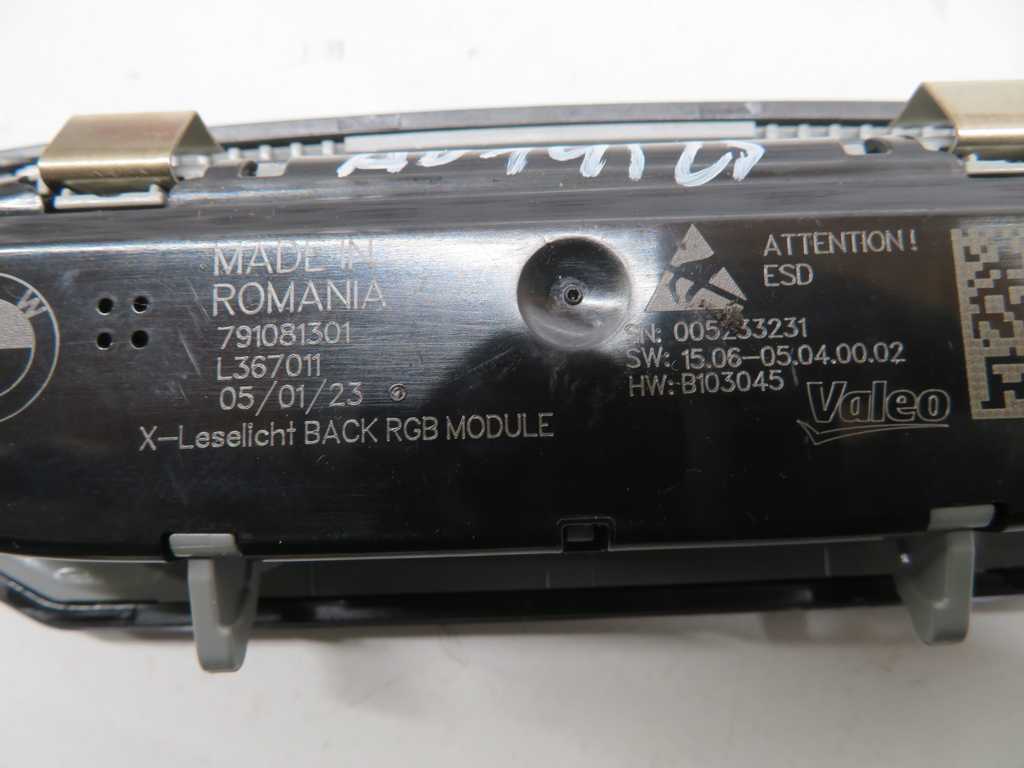 MADE IN
ROMANIA
791081301
L367011
05/01/23
X-Leselicht BACK RGB MODULE
ATTENTION!
ESD
SN: 005233231
SW: 15.06-05.04.00.02
HW: B103045
Valeo
W